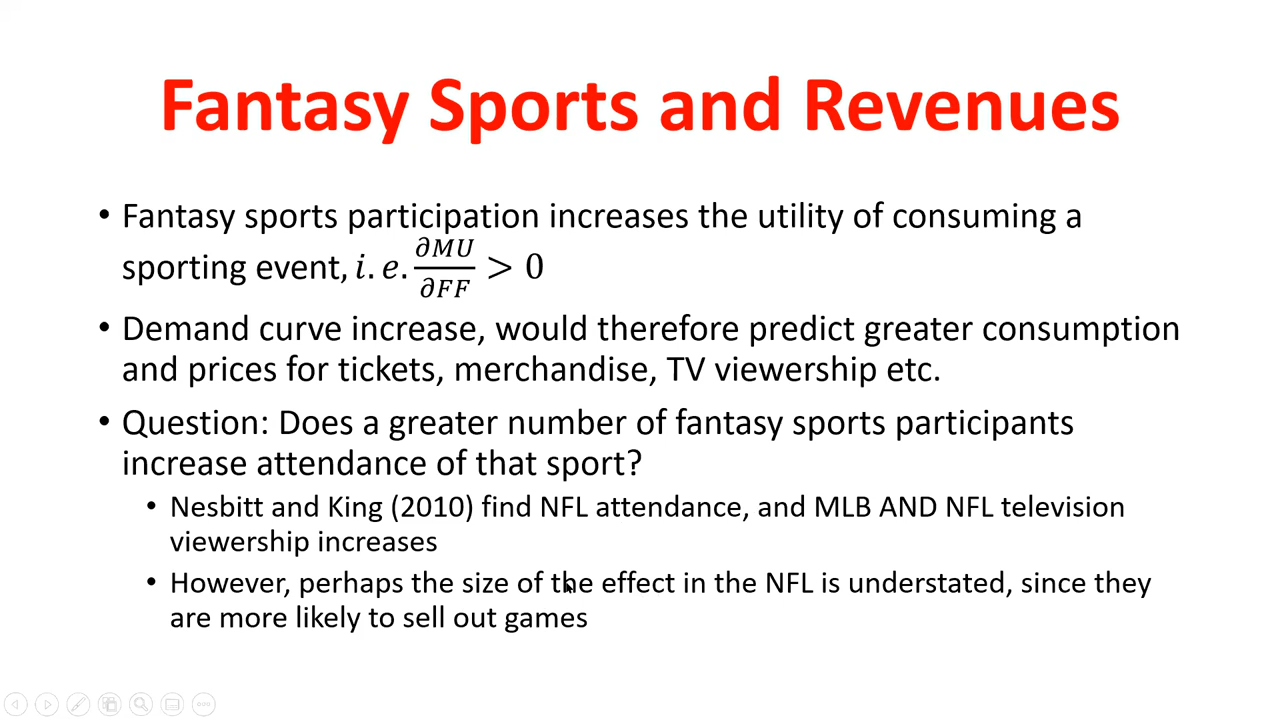 Fantasy Sports and Revenues
• Fantasy sports participation increases the utility of consuming a
sporting event, i.e. ∂MU/∂FF > 0
• Demand curve increase, would therefore predict greater consumption
and prices for tickets, merchandise, TV viewership etc.
• Question: Does a greater number of fantasy sports participants
increase attendance of that sport?
• Nesbitt and King (2010) find NFL attendance, and MLB AND NFL television
viewership increases
• However, perhaps the size of the effect in the NFL is understated, since they
are more likely to sell out games